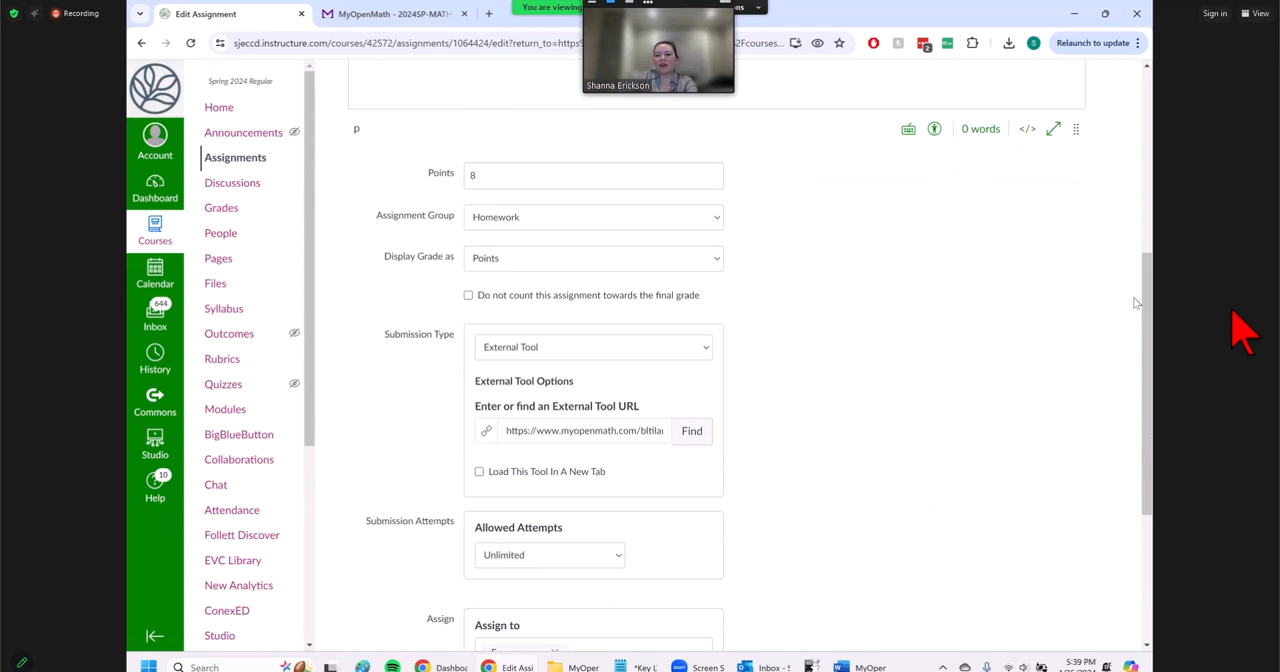 Recording
Edit Assignment
MyOpenMath - 2024SP-MATH
You are viewing
Sign in
View
sjeccd.instructure.com/courses/42572/assignments/1064424/edit?return_to=https
2Fcourses...
2
S
Relaunch to update
Shanna Erickson
Spring 2024 Regular
Home
Announcements
Assignments
Discussions
Grades
People
Pages
Files
Syllabus
Outcomes
Rubrics
Quizzes
Modules
BigBlueButton
Collaborations
Chat
Attendance
Follett Discover
EVC Library
New Analytics
ConexED
Studio
Account
Dashboard
Courses
Calendar
644
Inbox
History
Commons
Studio
10
Help
p
0 words
</>
Points
8
Assignment Group
Homework
Display Grade as
Points
Do not count this assignment towards the final grade
Submission Type
External Tool
External Tool Options
Enter or find an External Tool URL
https://www.myopenmath.com/bltilau
Find
Load This Tool In A New Tab
Submission Attempts
Allowed Attempts
Unlimited
Assign
Assign to
Search
Dashbo
Edit Assi
MyOper
*Key L
Screen S
Inbox - S
MyOper
5:39 PM